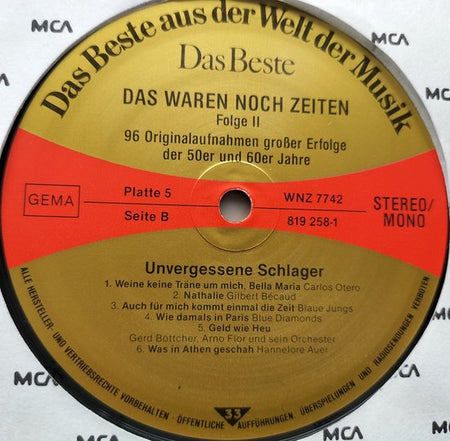 MCA
MCA
MCA
Das Beste aus der Welt der Musik
Das Beste
DAS WAREN NOCH ZEITEN
Folge II
96 Originalaufnahmen großer Erfolge
der 50er und 60er Jahre
GEMA
Platte 5
Seite B
WNZ 7742
819 258-1
STEREO/
MONO
Unvergessene Schlager
1. Weine keine Träne um mich, Bella Maria Carlos Otero
2. Nathalie Gilbert Bécaud
3. Auch für mich kommt einmal die Zeit Blaue Jungs
4. Wie damals in Paris Blue Diamonds
5. Geld wie Heu
Gerd Böttcher, Arno Flor und sein Orchester
6. Was in Athen geschah Hannelore Auer
ALLE HERSTELLER- UND VERTRIEBSRECHTE VORBEHALTEN · ÖFFENTLICHE AUFFÜHRUNGEN, ÜBERSPIELUNGEN UND RADIOSENDUNGEN VERBOTEN
33
MCA
MCA
MCA